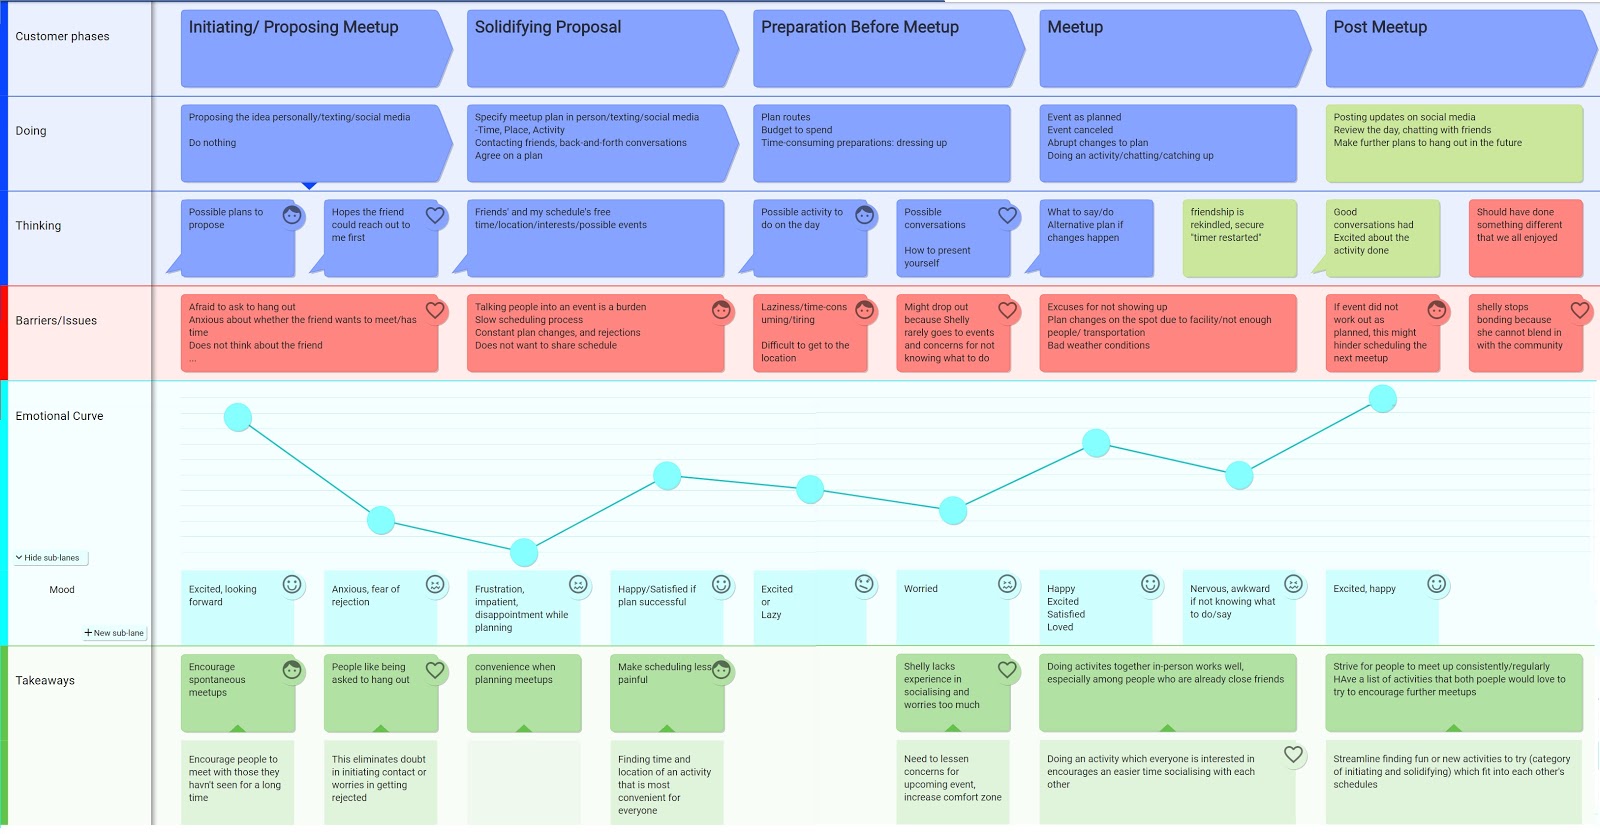 Customer phases
Initiating/ Proposing Meetup
Solidifying Proposal
Preparation Before Meetup
Meetup
Post Meetup
Doing
Proposing the idea personally/texting/social media
Do nothing
Specify meetup plan in person/texting/social media
-Time, Place, Activity
Contacting friends, back-and-forth conversations
Agree on a plan
Plan routes
Budget to spend
Time-consuming preparations: dressing up
Event as planned
Event canceled
Abrupt changes to plan
Doing an activity/chatting/catching up
Posting updates on social media
Review the day, chatting with friends
Make further plans to hang out in the future
Thinking
Possible plans to
propose
Hopes the friend
could reach out to
me first
Friends' and my schedule's free
time/location/interests/possible events
Possible activity to
do on the day
Possible
conversations
How to present
yourself
What to say/do
Alternative plan if
changes happen
friendship is
rekindled, secure
"timer restarted"
Good
conversations had
Excited about the
activity done
Should have done
something different
that we all enjoyed
Barriers/Issues
Afraid to ask to hang out
Anxious about whether the friend wants to meet/has
time
Does not think about the friend
...
Talking people into an event is a burden
Slow scheduling process
Constant plan changes, and rejections
Does not want to share schedule
Laziness/time-cons
uming/tiring
Difficult to get to the
location
Might drop out
because Shelly
rarely goes to events
and concerns for not
knowing what to do
Excuses for not showing up
Plan changes on the spot due to facility/not enough
people/ transportation
Bad weather conditions
If event did not
work out as
planned, this might
hinder scheduling the
next meetup
shelly stops
bonding because
she cannot blend in
with the community
Emotional Curve
Hide sub-lanes
Mood
+ New sub-lane
Excited, looking
forward
Anxious, fear of
rejection
Frustration,
impatient,
disappointment while
planning
Happy/Satisfied if
plan successful
Excited
or
Lazy
Worried
Happy
Excited
Satisfied
Loved
Nervous, awkward
if not knowing what
to do/say
Excited, happy
Takeaways
Encourage
spontaneous
meetups
People like being
asked to hang out
convenience when
planning meetups
Make scheduling less
painful
Shelly lacks
experience in
socialising and
worries too much
Doing activites together in-person works well,
especially among people who are already close friends
Strive for people to meet up consistently/regularly
HAve a list of activities that both poeple would love to
try to encourage further meetups
Encourage people to
meet with those they
havn't seen for a long
time
This eliminates doubt
in initiating contact or
worries in getting
rejected
Finding time and
location of an activity
that is most
convenient for
everyone
Need to lessen
concerns for
upcoming event,
increase comfort zone
Doing an activity which everyone is interested in
encourages an easier time socialising with each
other
Streamline finding fun or new activities to try (category
of initiating and solidifying) which fit into each other's
schedules